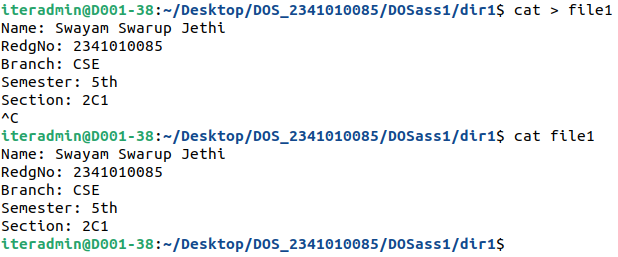 iteradmin@D001-38:~/Desktop/DOS_2341010085/DOSass1/dir1$ cat > file1
Name: Swayam Swarup Jethi
RedgNo: 2341010085
Branch: CSE
Semester: 5th
Section: 2C1
^C
iteradmin@D001-38:~/Desktop/DOS_2341010085/DOSass1/dir1$ cat file1
Name: Swayam Swarup Jethi
RedgNo: 2341010085
Branch: CSE
Semester: 5th
Section: 2C1
iteradmin@D001-38:~/Desktop/DOS_2341010085/DOSass1/dir1$